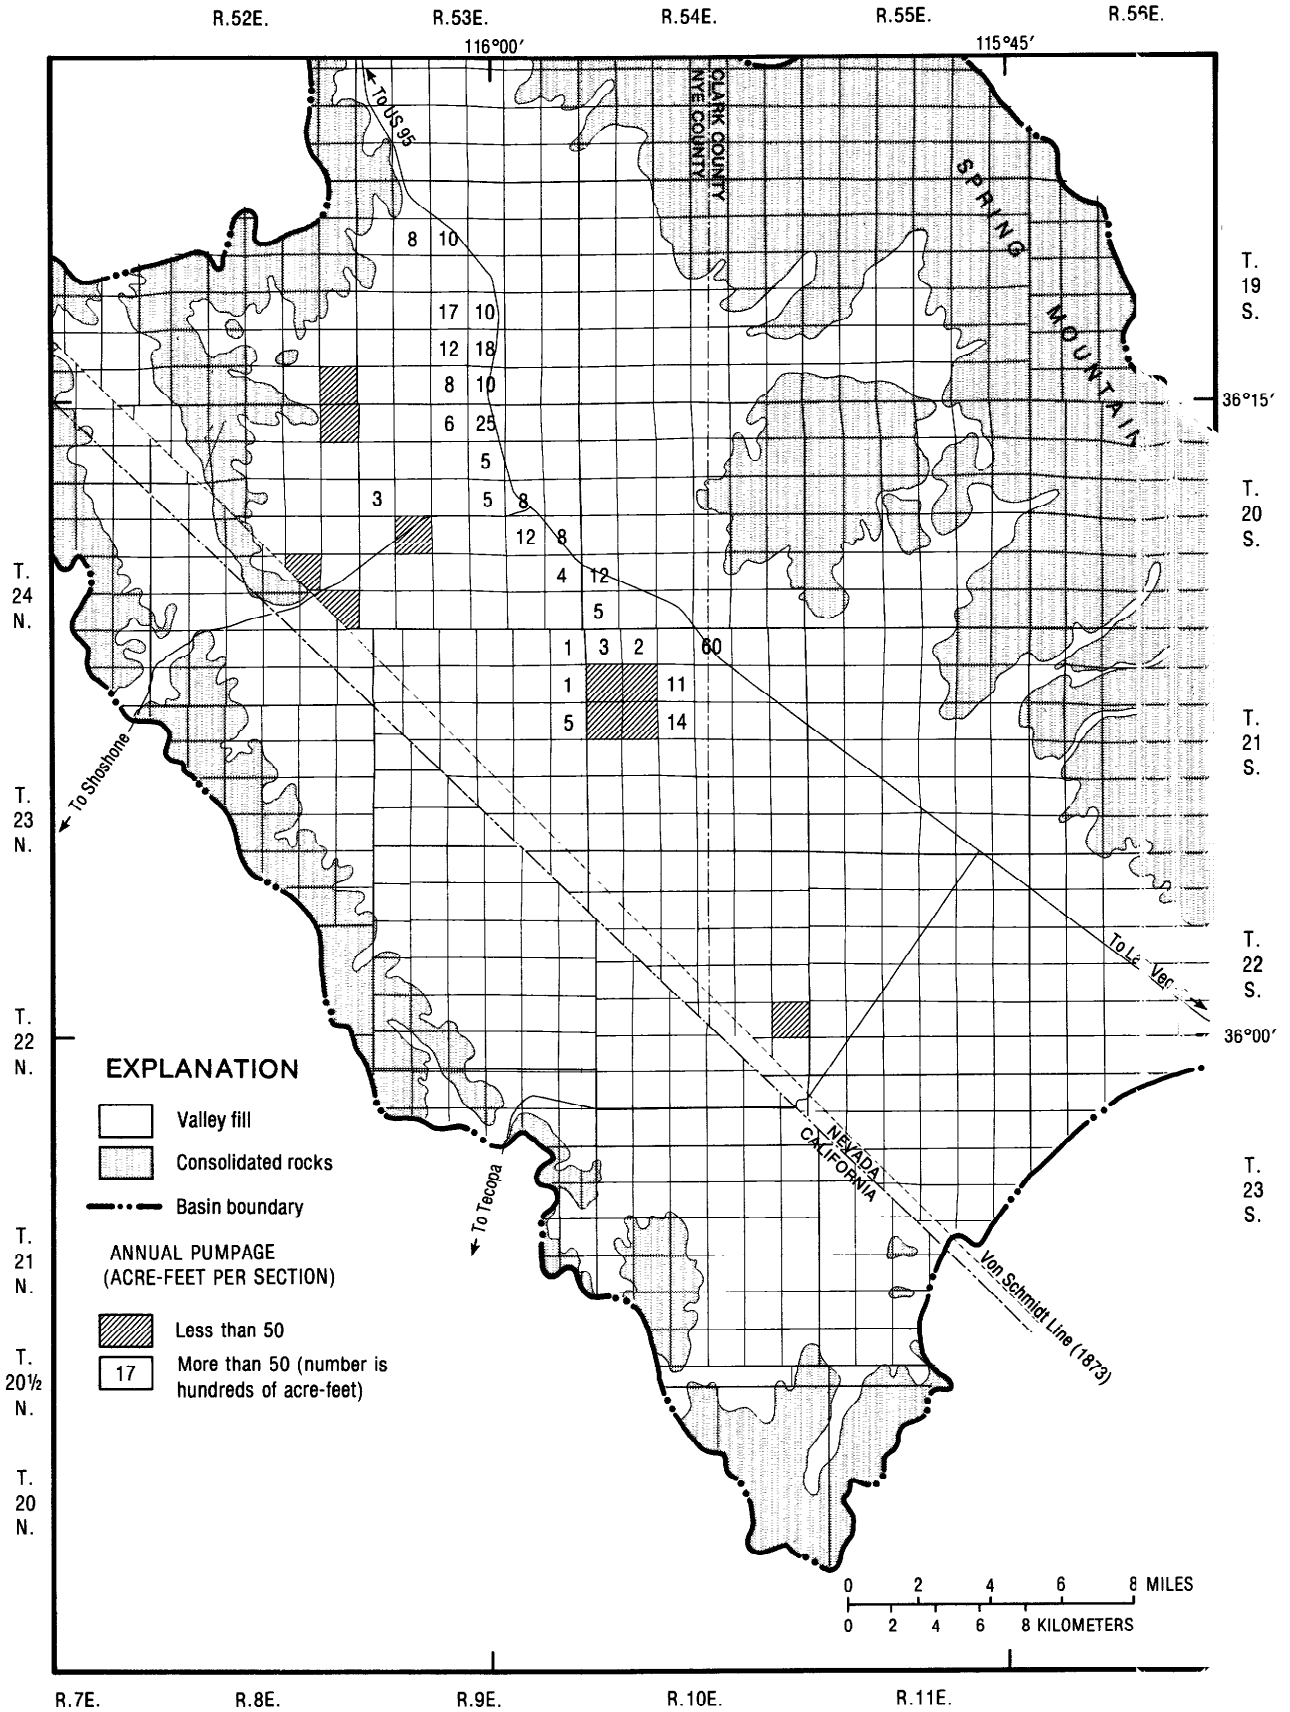 R.52E. R.53E. R.54E. R.55E. R.56E.
116°00′ 115°45′
To US 95
CLARK COUNTY
NYE COUNTY
SPRING
MOUNTAIN
T.
19
S.
8 10
17 10
12 18
8 10
36°15′
6 25
5
3 5 8
T.
20
S.
12 8
4 12
5
T.
24
N.
1 3 2 60
1 11
5 14
T.
21
S.
To Shoshone
T.
23
N.
To
T.
22
S.
36°00′
T.
22
N.
EXPLANATION
Valley fill
Consolidated rocks
Basin boundary
ANNUAL PUMPAGE
(ACRE-FEET PER SECTION)
Less than 50
17 More than 50 (number is
hundreds of acre-feet)
NEVADA
CALIFORNIA
To Tecopa
T.
23
S.
T.
21
N.
Von Schmidt Line (1873)
T.
20½
N.
T.
20
N.
0 2 4 6 8 MILES
0 2 4 6 8 KILOMETERS
R.7E. R.8E. R.9E. R.10E. R.11E.